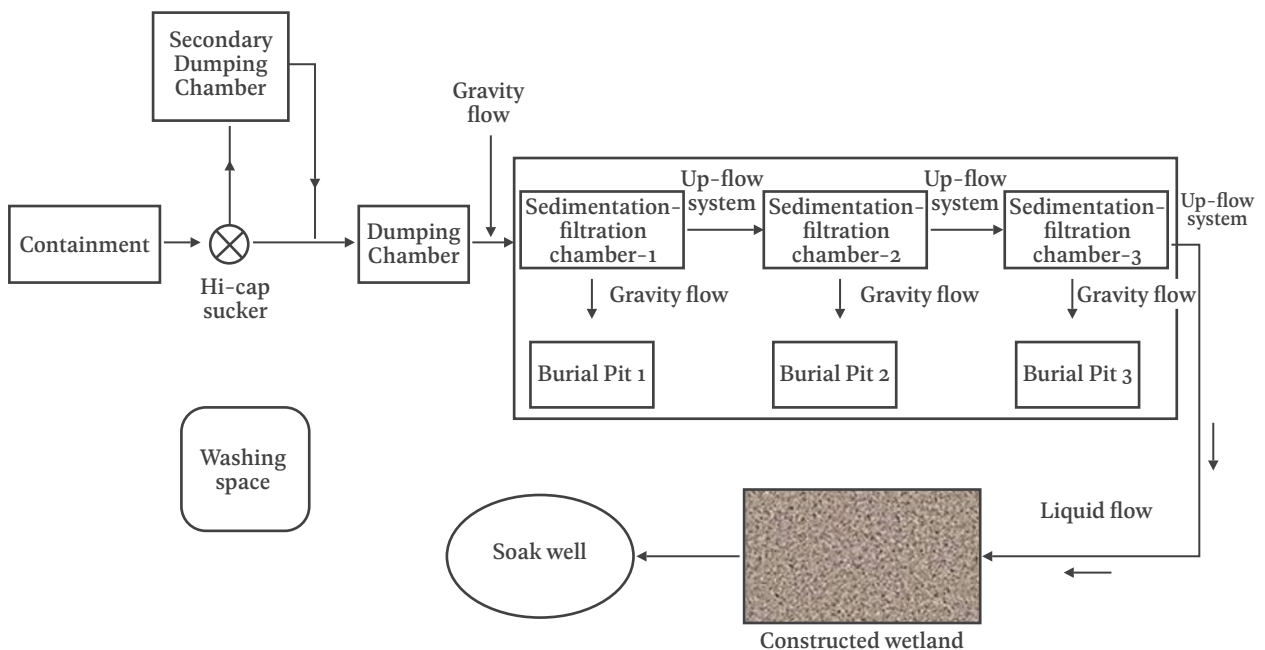 Secondary
Dumping
Chamber
Gravity
flow
Containment
Hi-cap
sucker
Dumping
Chamber
Sedimentation-
filtration
chamber-1
Up-flow
system
Sedimentation-
filtration
chamber-2
Up-flow
system
Sedimentation-
filtration
chamber-3
Up-flow
system
Gravity flow
Gravity flow
Gravity flow
Burial Pit 1
Burial Pit 2
Burial Pit 3
Washing
space
Soak well
Liquid flow
Constructed wetland